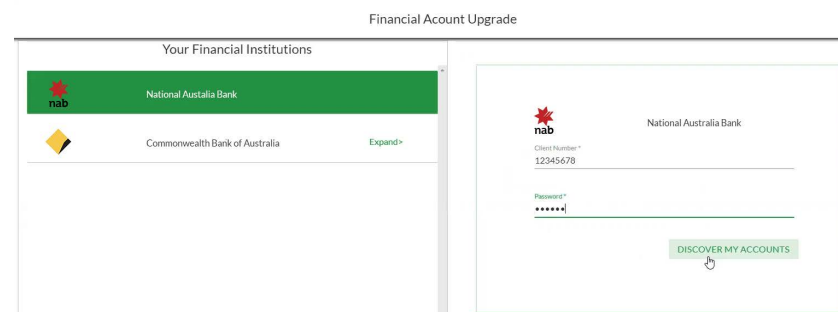 Financial Acount Upgrade
Your Financial Institutions
nab
National Austalia Bank
Commonwealth Bank of Australia
Expand>
nab
National Australia Bank
Client Number *
12345678
Password *
••••••
DISCOVER MY ACCOUNTS